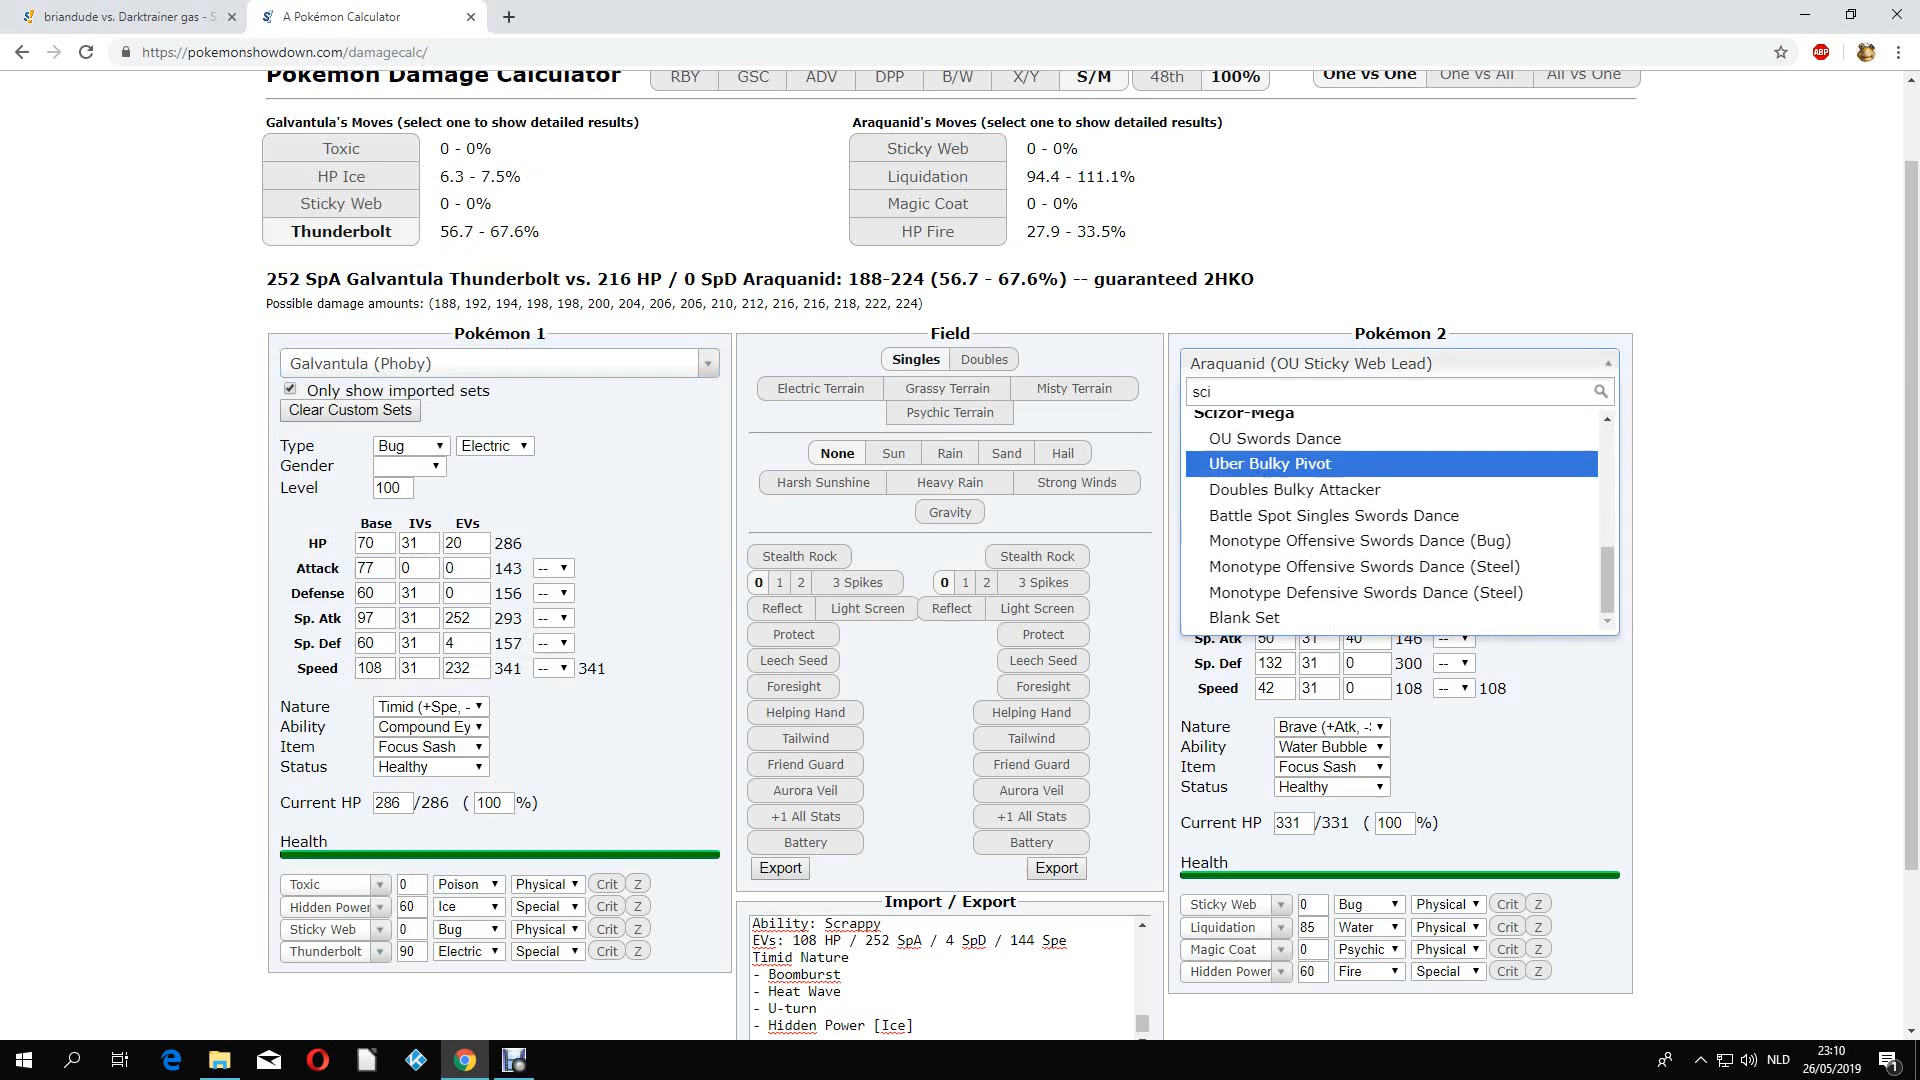 briandude vs. Darktrainer gas - S
A Pokémon Calculator
https://pokemonshowdown.com/damagecalc/
ABP
Pokémon Damage Calculator
RBY GSC ADV DPP B/W X/Y S/M 48th 100% One vs One One vs All All vs One
Galvantula's Moves (select one to show detailed results)
Toxic 0 - 0%
HP Ice 6.3 - 7.5%
Sticky Web 0 - 0%
Thunderbolt 56.7 - 67.6%
Araquanid's Moves (select one to show detailed results)
Sticky Web 0 - 0%
Liquidation 94.4 - 111.1%
Magic Coat 0 - 0%
HP Fire 27.9 - 33.5%
252 SpA Galvantula Thunderbolt vs. 216 HP / 0 SpD Araquanid: 188-224 (56.7 - 67.6%) -- guaranteed 2HKO
Possible damage amounts: (188, 192, 194, 198, 198, 200, 204, 206, 206, 210, 212, 216, 216, 218, 222, 224)
Pokémon 1
Galvantula (Phoby)
Only show imported sets
Clear Custom Sets
Type Bug Electric
Gender
Level 100
Base IVs EVs
HP 70 31 20 286
Attack 77 0 0 143 --
Defense 60 31 0 156 --
Sp. Atk 97 31 252 293 --
Sp. Def 60 31 4 157 --
Speed 108 31 232 341 -- 341
Nature Timid (+Spe, -
Ability Compound Ey
Item Focus Sash
Status Healthy
Current HP 286 /286 ( 100 %)
Health
Toxic 0 Poison Physical Crit Z
Hidden Power 60 Ice Special Crit Z
Sticky Web 0 Bug Physical Crit Z
Thunderbolt 90 Electric Special Crit Z
Field
Singles Doubles
Electric Terrain Grassy Terrain Misty Terrain
Psychic Terrain
None Sun Rain Sand Hail
Harsh Sunshine Heavy Rain Strong Winds
Gravity
Stealth Rock Stealth Rock
0 1 2 3 Spikes 0 1 2 3 Spikes
Reflect Light Screen Reflect Light Screen
Protect Protect
Leech Seed Leech Seed
Foresight Foresight
Helping Hand Helping Hand
Tailwind Tailwind
Friend Guard Friend Guard
Aurora Veil Aurora Veil
+1 All Stats +1 All Stats
Battery Battery
Export Export
Import / Export
Ability: Scrappy
EVs: 108 HP / 252 SpA / 4 SpD / 144 Spe
Timid Nature
- Boomburst
- Heat Wave
- U-turn
- Hidden Power [Ice]
Pokémon 2
Araquanid (OU Sticky Web Lead)
sci
Scizor-Mega
OU Swords Dance
Uber Bulky Pivot
Doubles Bulky Attacker
Battle Spot Singles Swords Dance
Monotype Offensive Swords Dance (Bug)
Monotype Offensive Swords Dance (Steel)
Monotype Defensive Swords Dance (Steel)
Blank Set
Sp. Atk 50 31 40 146 --
Sp. Def 132 31 0 300 --
Speed 42 31 0 108 -- 108
Nature Brave (+Atk, -
Ability Water Bubble
Item Focus Sash
Status Healthy
Current HP 331 /331 ( 100 %)
Health
Sticky Web 0 Bug Physical Crit Z
Liquidation 85 Water Physical Crit Z
Magic Coat 0 Psychic Physical Crit Z
Hidden Power 60 Fire Special Crit Z
NLD
23:10
26/05/2019
1